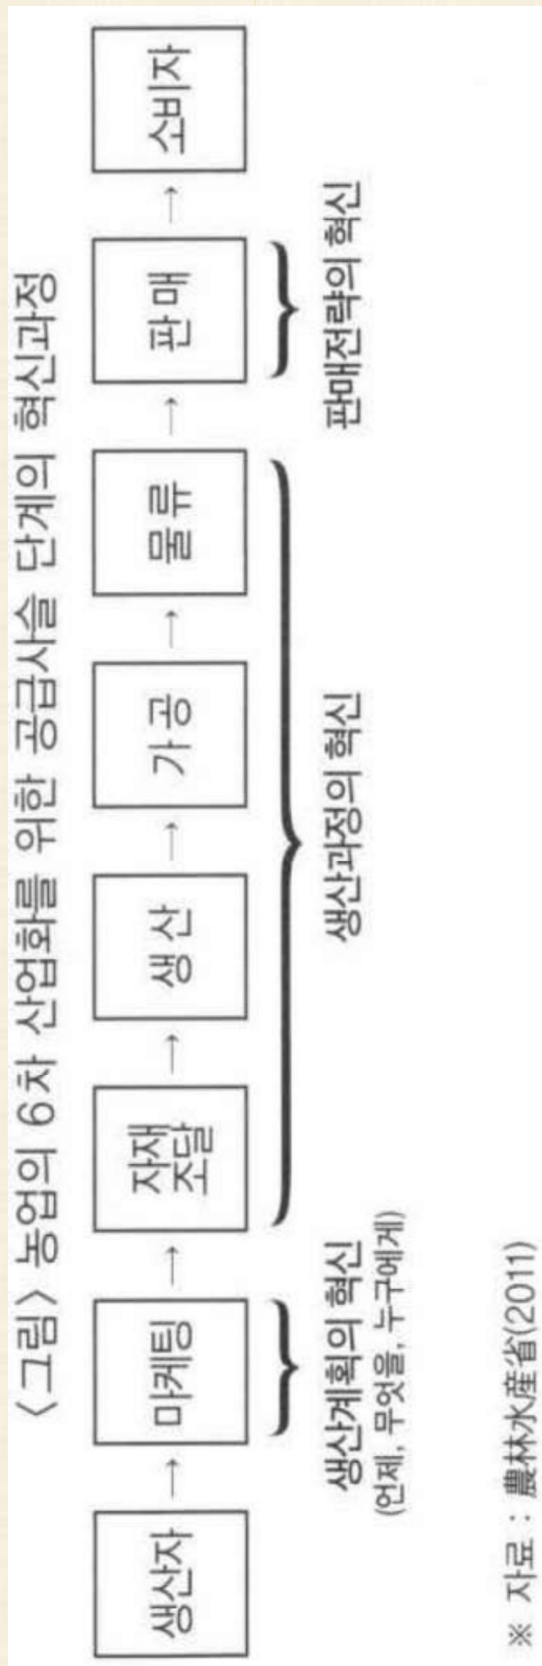 〈그림〉 농업의 6차 산업화를 위한 공급사슬 단계의 혁신과정
생산자 → 마케팅 → 자재 조달 → 생산 → 가공 → 물류 → 판매 → 소비자
생산계획의 혁신
(언제, 무엇을, 누구에게)
생산과정의 혁신
판매전략의 혁신
※ 자료 : 農林水産省(2011)